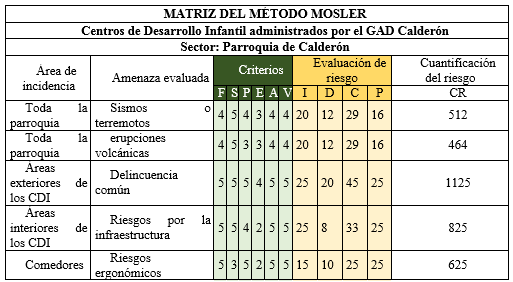 MATRIZ DEL MÉTODO MOSLER
Centros de Desarrollo Infantil administrados por el GAD Calderón
Sector: Parroquia de Calderón
Área de incidencia Amenaza evaluada Criterios Evaluación de riesgo Cuantificación del riesgo
F S P E A V I D C P CR
Toda la parroquia Sismos o terremotos 4 5 4 3 4 4 20 12 29 16 512
Toda la parroquia erupciones volcánicas 4 5 3 3 4 4 20 12 29 16 464
Áreas exteriores de los CDI Delincuencia común 5 5 5 4 5 5 25 20 45 25 1125
Áreas interiores de los CDI Riesgos por la infraestructura 5 5 4 2 5 5 25 8 33 25 825
Comedores Riesgos ergonómicos 5 3 5 2 5 5 15 10 25 25 625